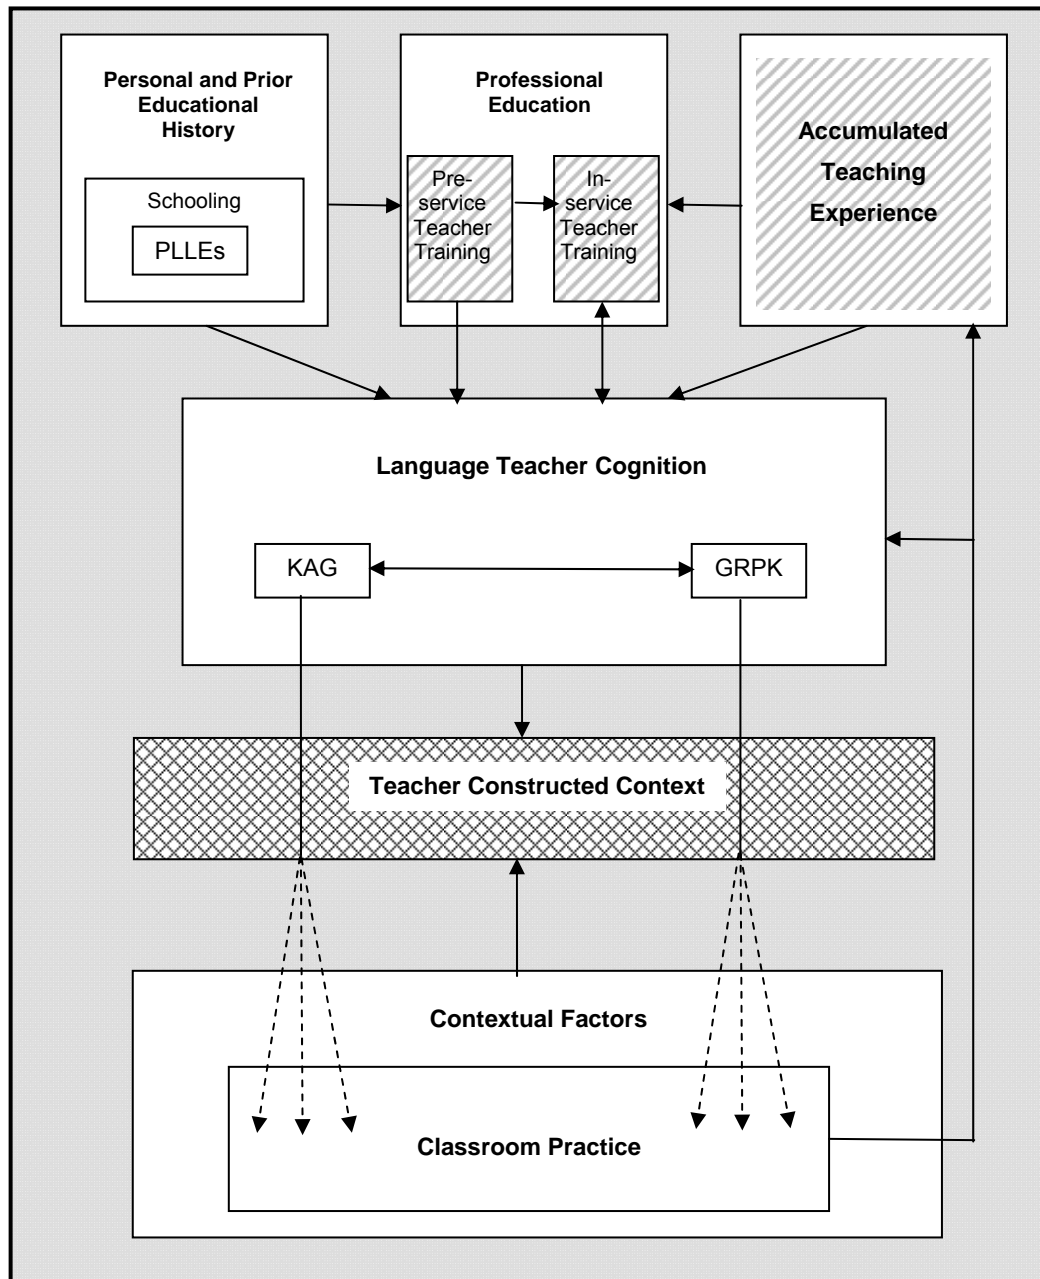 Personal and Prior
Educational
History
Schooling
PLLEs
Professional
Education
Pre-
service
Teacher
Training
In-
service
Teacher
Training
Accumulated
Teaching
Experience
Language Teacher Cognition
KAG
GRPK
Teacher Constructed Context
Contextual Factors
Classroom Practice